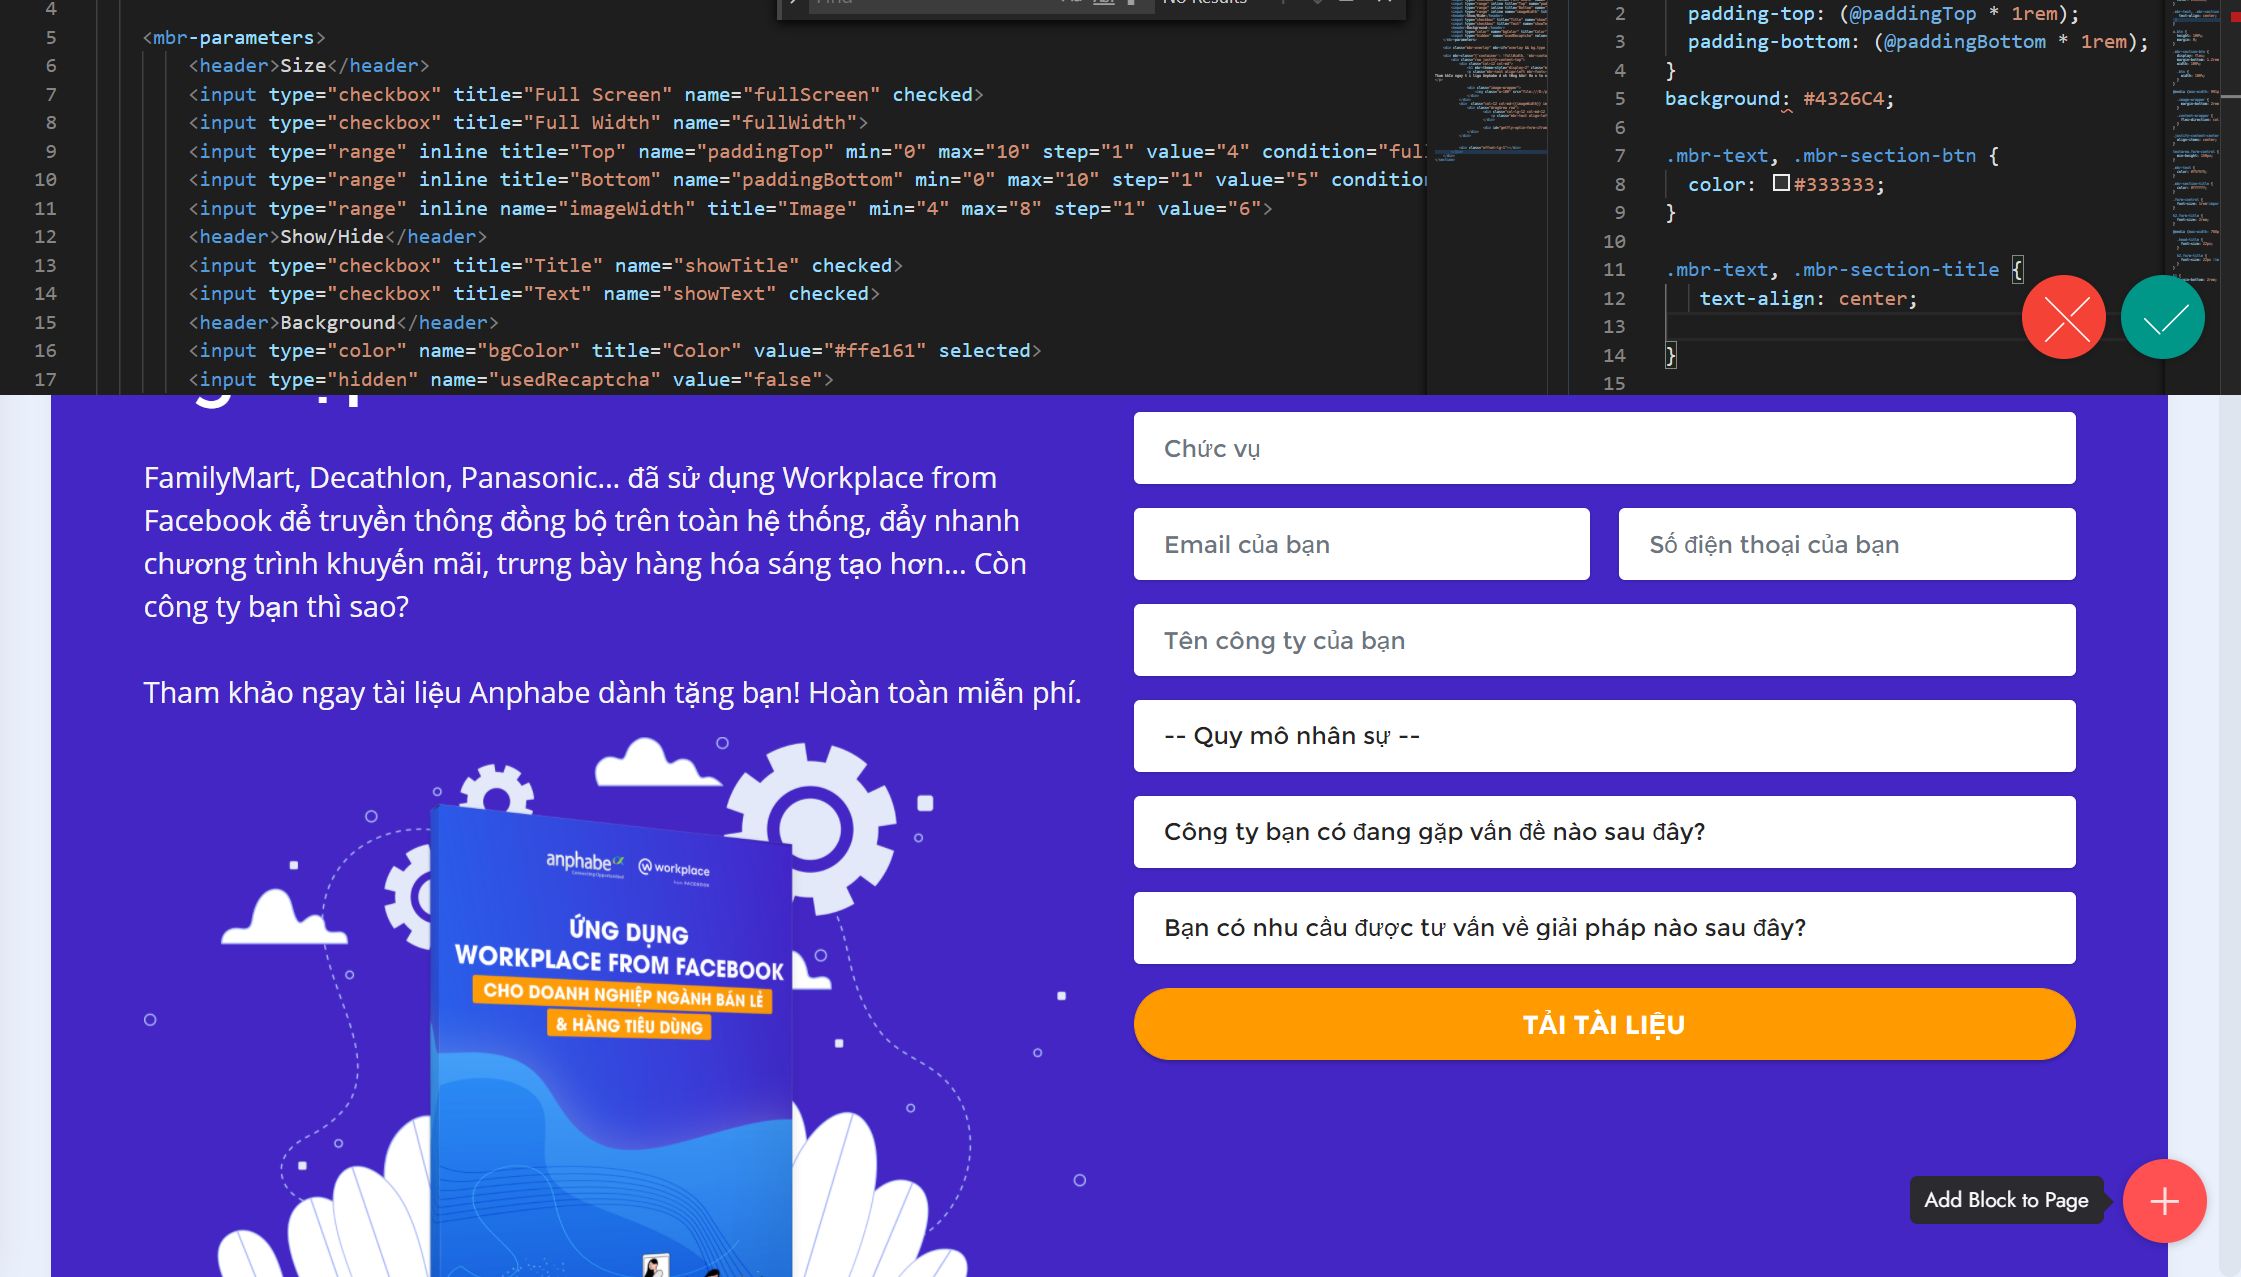 No Results
4
5 <mbr-parameters>
6 <header>Size</header>
7 <input type="checkbox" title="Full Screen" name="fullScreen" checked>
8 <input type="checkbox" title="Full Width" name="fullWidth">
9 <input type="range" inline title="Top" name="paddingTop" min="0" max="10" step="1" value="4" condition="full
10 <input type="range" inline title="Bottom" name="paddingBottom" min="0" max="10" step="1" value="5" condition
11 <input type="range" inline name="imageWidth" title="Image" min="4" max="8" step="1" value="6">
12 <header>Show/Hide</header>
13 <input type="checkbox" title="Title" name="showTitle" checked>
14 <input type="checkbox" title="Text" name="showText" checked>
15 <header>Background</header>
16 <input type="color" name="bgColor" title="Color" value="#ffe161" selected>
17 <input type="hidden" name="usedRecaptcha" value="false">
2 padding-top: (@paddingTop * 1rem);
3 padding-bottom: (@paddingBottom * 1rem);
4 }
5 background: #4326C4;
6
7 .mbr-text, .mbr-section-btn {
8 color: #333333;
9 }
10
11 .mbr-text, .mbr-section-title {
12 text-align: center;
13
14 }
15
FamilyMart, Decathlon, Panasonic... đã sử dụng Workplace from
Facebook để truyền thông đồng bộ trên toàn hệ thống, đẩy nhanh
chương trình khuyến mãi, trưng bày hàng hóa sáng tạo hơn... Còn
công ty bạn thì sao?
Tham khảo ngay tài liệu Anphabe dành tặng bạn! Hoàn toàn miễn phí.
anphabe
Connecting Opportunities
workplace
from FACEBOOK
ỨNG DỤNG
WORKPLACE FROM FACEBOOK
CHO DOANH NGHIỆP NGÀNH BÁN LẺ
& HÀNG TIÊU DÙNG
Chức vụ
Email của bạn
Số điện thoại của bạn
Tên công ty của bạn
-- Quy mô nhân sự --
Công ty bạn có đang gặp vấn đề nào sau đây?
Bạn có nhu cầu được tư vấn về giải pháp nào sau đây?
TẢI TÀI LIỆU
Add Block to Page